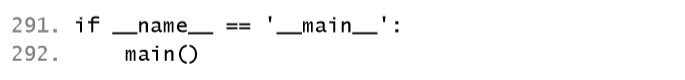 291. if __name__ == '__main__':
292.     main()